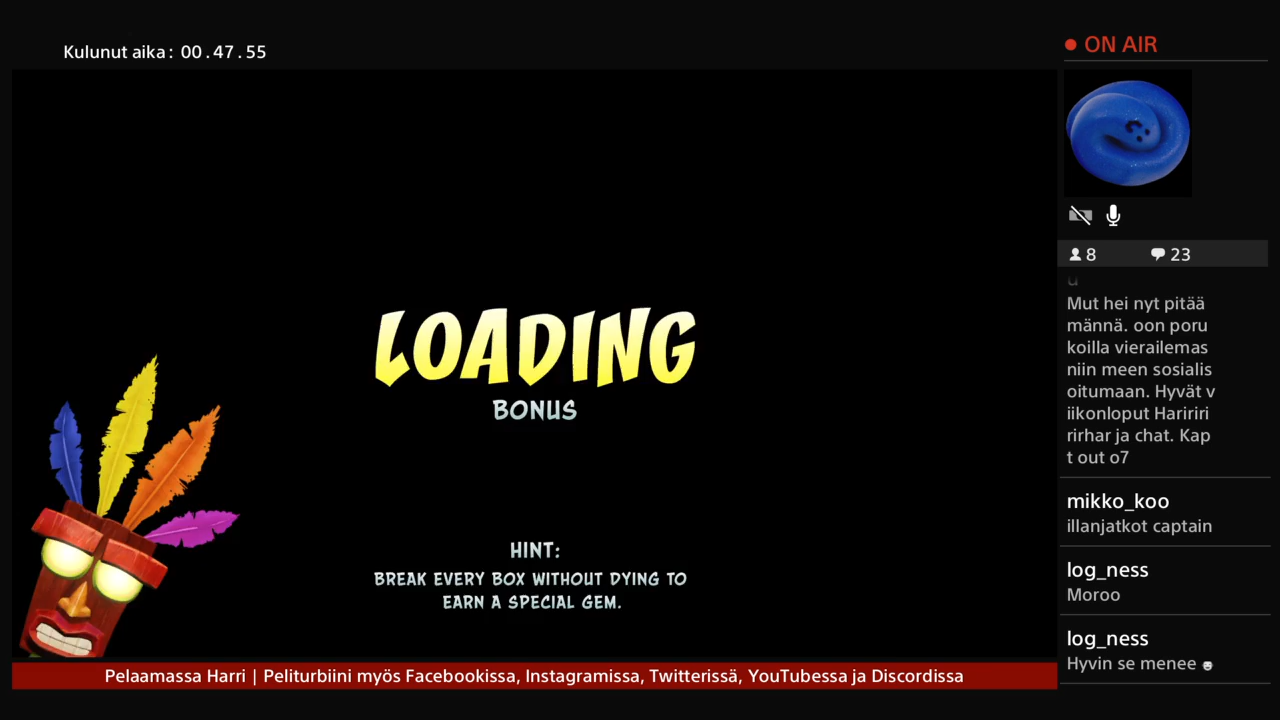 Kulunut aika: 00.47.55
ON AIR
8 23
u
Mut hei nyt pitää
männä. oon poru
koilla vierailemas
niin meen sosialis
oitumaan. Hyvät v
iikonloput Haririri
rirhar ja chat. Kap
t out o7
mikko_koo
illanjatkot captain
log_ness
Moroo
log_ness
Hyvin se menee
LOADING
BONUS
HINT:
BREAK EVERY BOX WITHOUT DYING TO
EARN A SPECIAL GEM.
Pelaamassa Harri | Peliturbiini myös Facebookissa, Instagramissa, Twitterissä, YouTubessa ja Discordissa